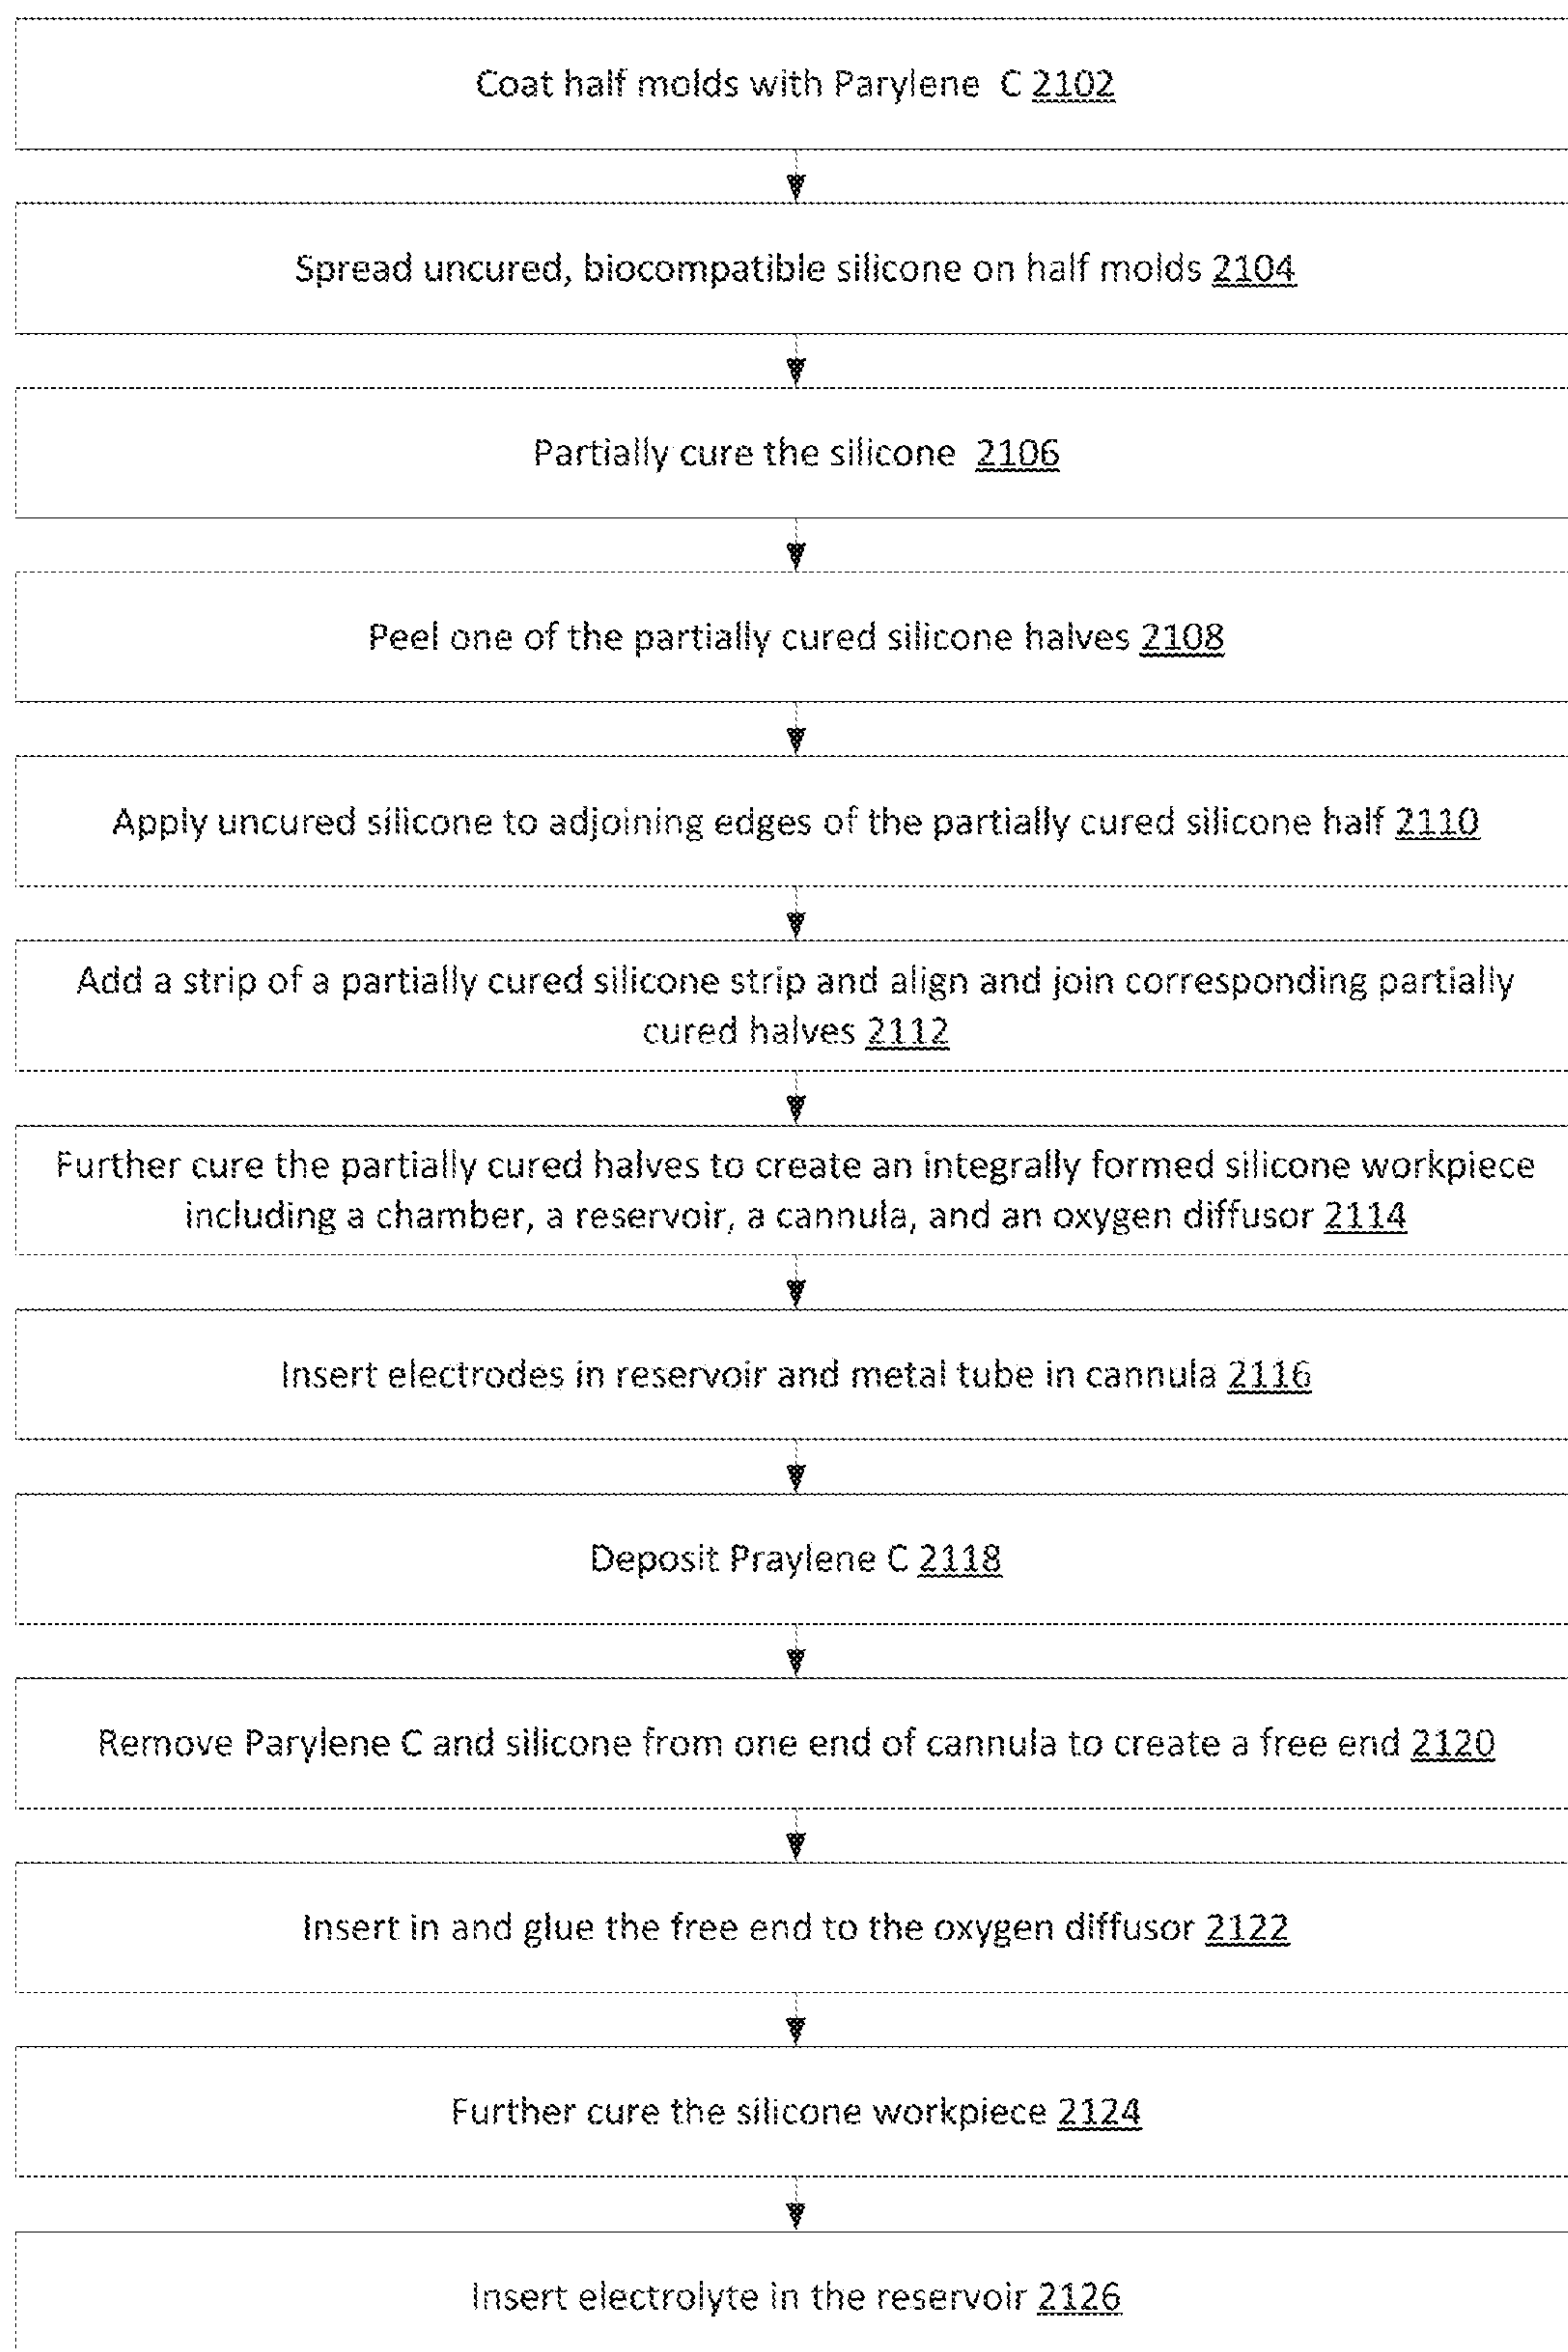 Coat half molds with Parylene C 2102
Spread uncured, biocompatible silicone on half molds 2104
Partially cure the silicone 2106
Peel one of the partially cured silicone halves 2108
Apply uncured silicone to adjoining edges of the partially cured silicone half 2110
Add a strip of a partially cured silicone strip and align and join corresponding partially
cured halves 2112
Further cure the partially cured halves to create an integrally formed silicone workpiece
including a chamber, a reservoir, a cannula, and an oxygen diffusor 2114
Insert electrodes in reservoir and metal tube in cannula 2116
Deposit Praylene C 2118
Remove Parylene C and silicone from one end of cannula to create a free end 2120
Insert in and glue the free end to the oxygen diffusor 2122
Further cure the silicone workpiece 2124
Insert electrolyte in the reservoir 2126